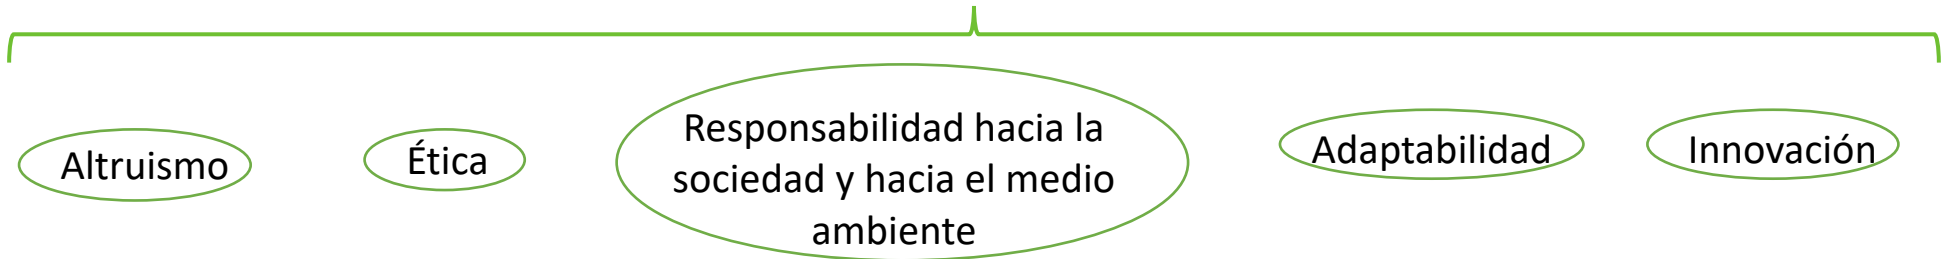 Altruismo
Ética
Responsabilidad hacia la
sociedad y hacia el medio
ambiente
Adaptabilidad
Innovación